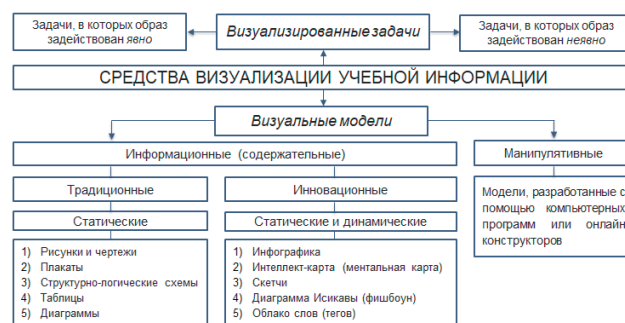 Задачи, в которых образ
задействован явно
Визуализированные задачи
Задачи, в которых образ
задействован неявно
СРЕДСТВА ВИЗУАЛИЗАЦИИ УЧЕБНОЙ ИНФОРМАЦИИ
Визуальные модели
Информационные (содержательные)
Манипулятивные
Традиционные
Инновационные
Модели, разработанные с
помощью компьютерных
программ или онлайн
конструкторов
Статические
Статические и динамические
1) Рисунки и чертежи
2) Плакаты
3) Структурно-логические схемы
4) Таблицы
5) Диаграммы
1) Инфографика
2) Интеллект-карта (ментальная карта)
3) Скетчи
4) Диаграмма Исикавы (фишбоун)
5) Облако слов (тегов)